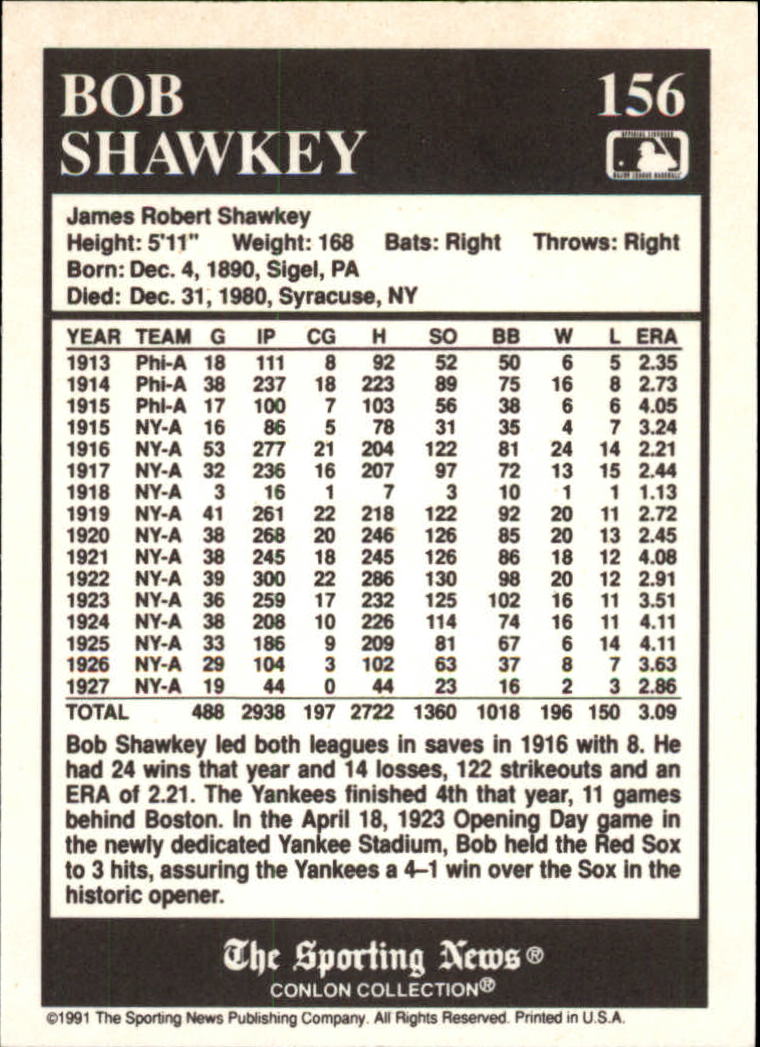 BOB
SHAWKEY
156
James Robert Shawkey
Height: 5'11" Weight: 168 Bats: Right Throws: Right
Born: Dec. 4, 1890, Sigel, PA
Died: Dec. 31, 1980, Syracuse, NY
YEAR TEAM G IP CG H SO BB W L ERA
1913 Phi-A 18 111 8 92 52 50 6 5 2.35
1914 Phi-A 38 237 18 223 89 75 16 8 2.73
1915 Phi-A 17 100 7 103 56 38 6 6 4.05
1915 NY-A 16 86 5 78 31 35 4 7 3.24
1916 NY-A 53 277 21 204 122 81 24 14 2.21
1917 NY-A 32 236 16 207 97 72 13 15 2.44
1918 NY-A 3 16 1 7 3 10 1 1 1.13
1919 NY-A 41 261 22 218 122 92 20 11 2.72
1920 NY-A 38 268 20 246 126 85 20 13 2.45
1921 NY-A 38 245 18 245 126 86 18 12 4.08
1922 NY-A 39 300 22 286 130 98 20 12 2.91
1923 NY-A 36 259 17 232 125 102 16 11 3.51
1924 NY-A 38 208 10 226 114 74 16 11 4.11
1925 NY-A 33 186 9 209 81 67 6 14 4.11
1926 NY-A 29 104 3 102 63 37 8 7 3.63
1927 NY-A 19 44 0 44 23 16 2 3 2.86
TOTAL 488 2938 197 2722 1360 1018 196 150 3.09
Bob Shawkey led both leagues in saves in 1916 with 8. He
had 24 wins that year and 14 losses, 122 strikeouts and an
ERA of 2.21. The Yankees finished 4th that year, 11 games
behind Boston. In the April 18, 1923 Opening Day game in
the newly dedicated Yankee Stadium, Bob held the Red Sox
to 3 hits, assuring the Yankees a 4–1 win over the Sox in the
historic opener.
The Sporting News®
CONLON COLLECTION®
©1991 The Sporting News Publishing Company. All Rights Reserved. Printed in U.S.A.